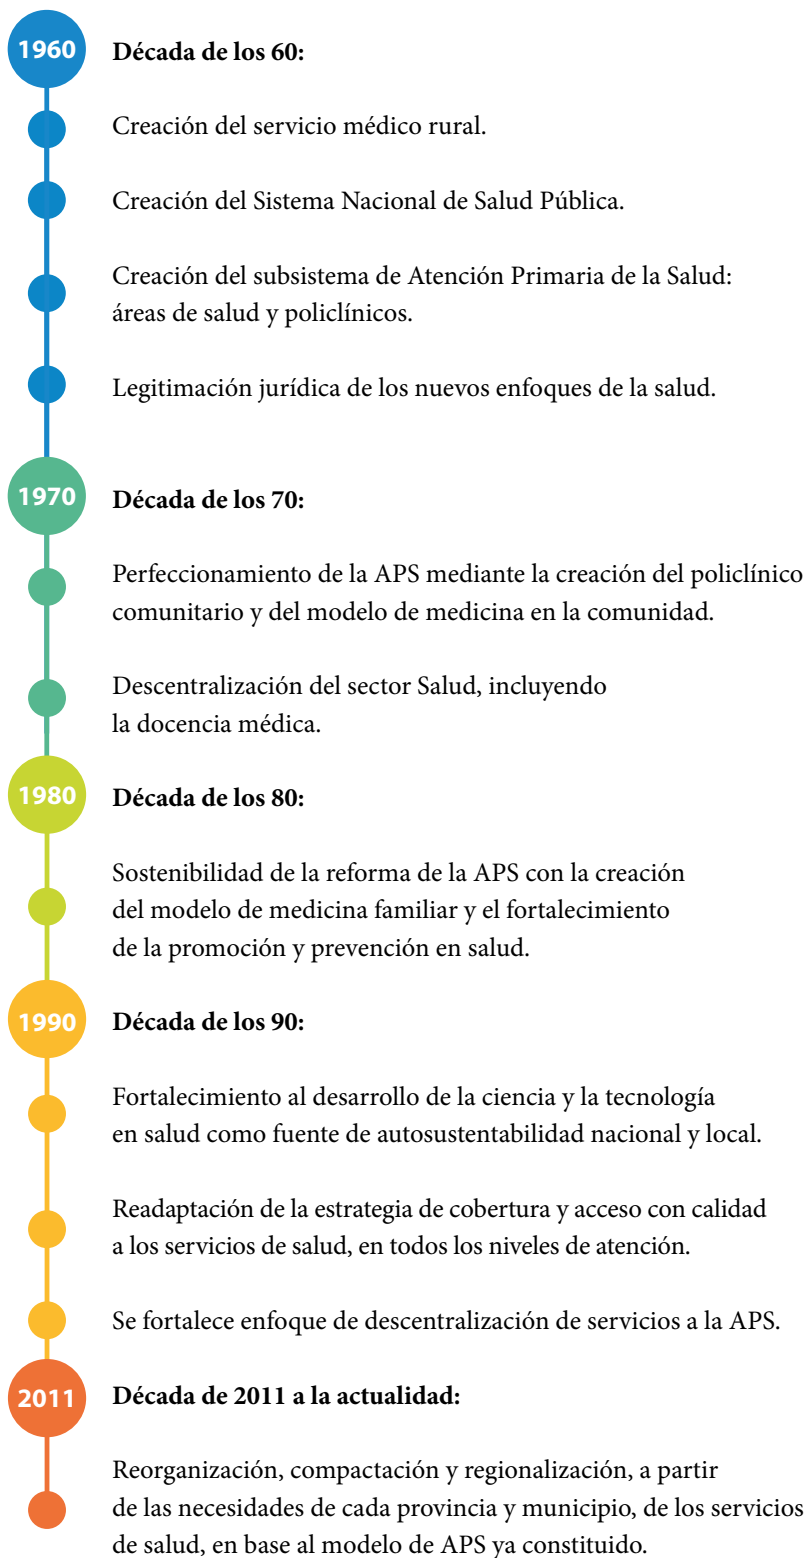 1960
Década de los 60:
Creación del servicio médico rural.
Creación del Sistema Nacional de Salud Pública.
Creación del subsistema de Atención Primaria de la Salud:
áreas de salud y policlínicos.
Legitimación jurídica de los nuevos enfoques de la salud.
1970
Década de los 70:
Perfeccionamiento de la APS mediante la creación del policlínico
comunitario y del modelo de medicina en la comunidad.
Descentralización del sector Salud, incluyendo
la docencia médica.
1980
Década de los 80:
Sostenibilidad de la reforma de la APS con la creación
del modelo de medicina familiar y el fortalecimiento
de la promoción y prevención en salud.
1990
Década de los 90:
Fortalecimiento al desarrollo de la ciencia y la tecnología
en salud como fuente de autosustentabilidad nacional y local.
Readaptación de la estrategia de cobertura y acceso con calidad
a los servicios de salud, en todos los niveles de atención.
Se fortalece enfoque de descentralización de servicios a la APS.
2011
Década de 2011 a la actualidad:
Reorganización, compactación y regionalización, a partir
de las necesidades de cada provincia y municipio, de los servicios
de salud, en base al modelo de APS ya constituido.